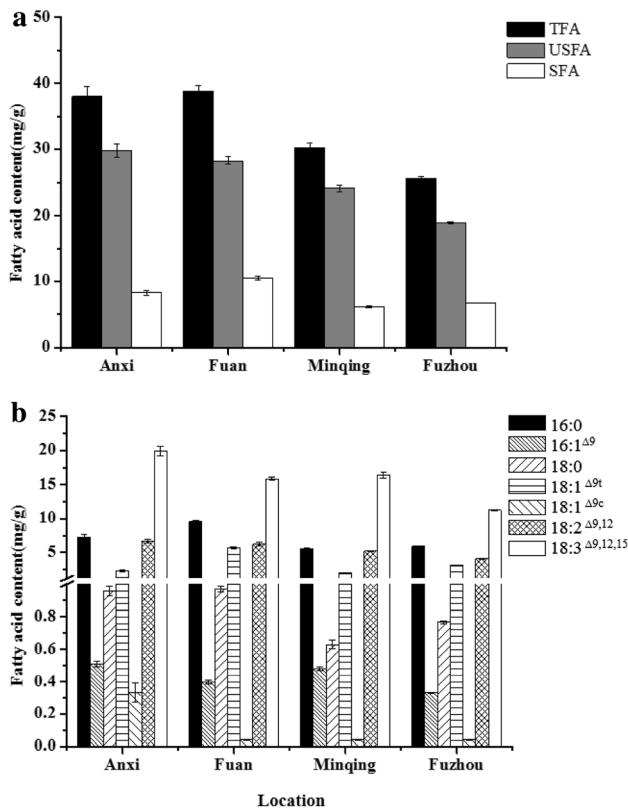 a
50
40
30
20
10
0
Fatty acid content(mg/g)
TFA
USFA
SFA
Anxi Fuan Minqing Fuzhou
b
25
20
15
10
5
0.8
0.6
0.4
0.2
0.0
Fatty acid content(mg/g)
16:0
16:1Δ9
18:0
18:1Δ9t
18:1Δ9c
18:2Δ9,12
18:3Δ9,12,15
Anxi Fuan Minqing Fuzhou
Location